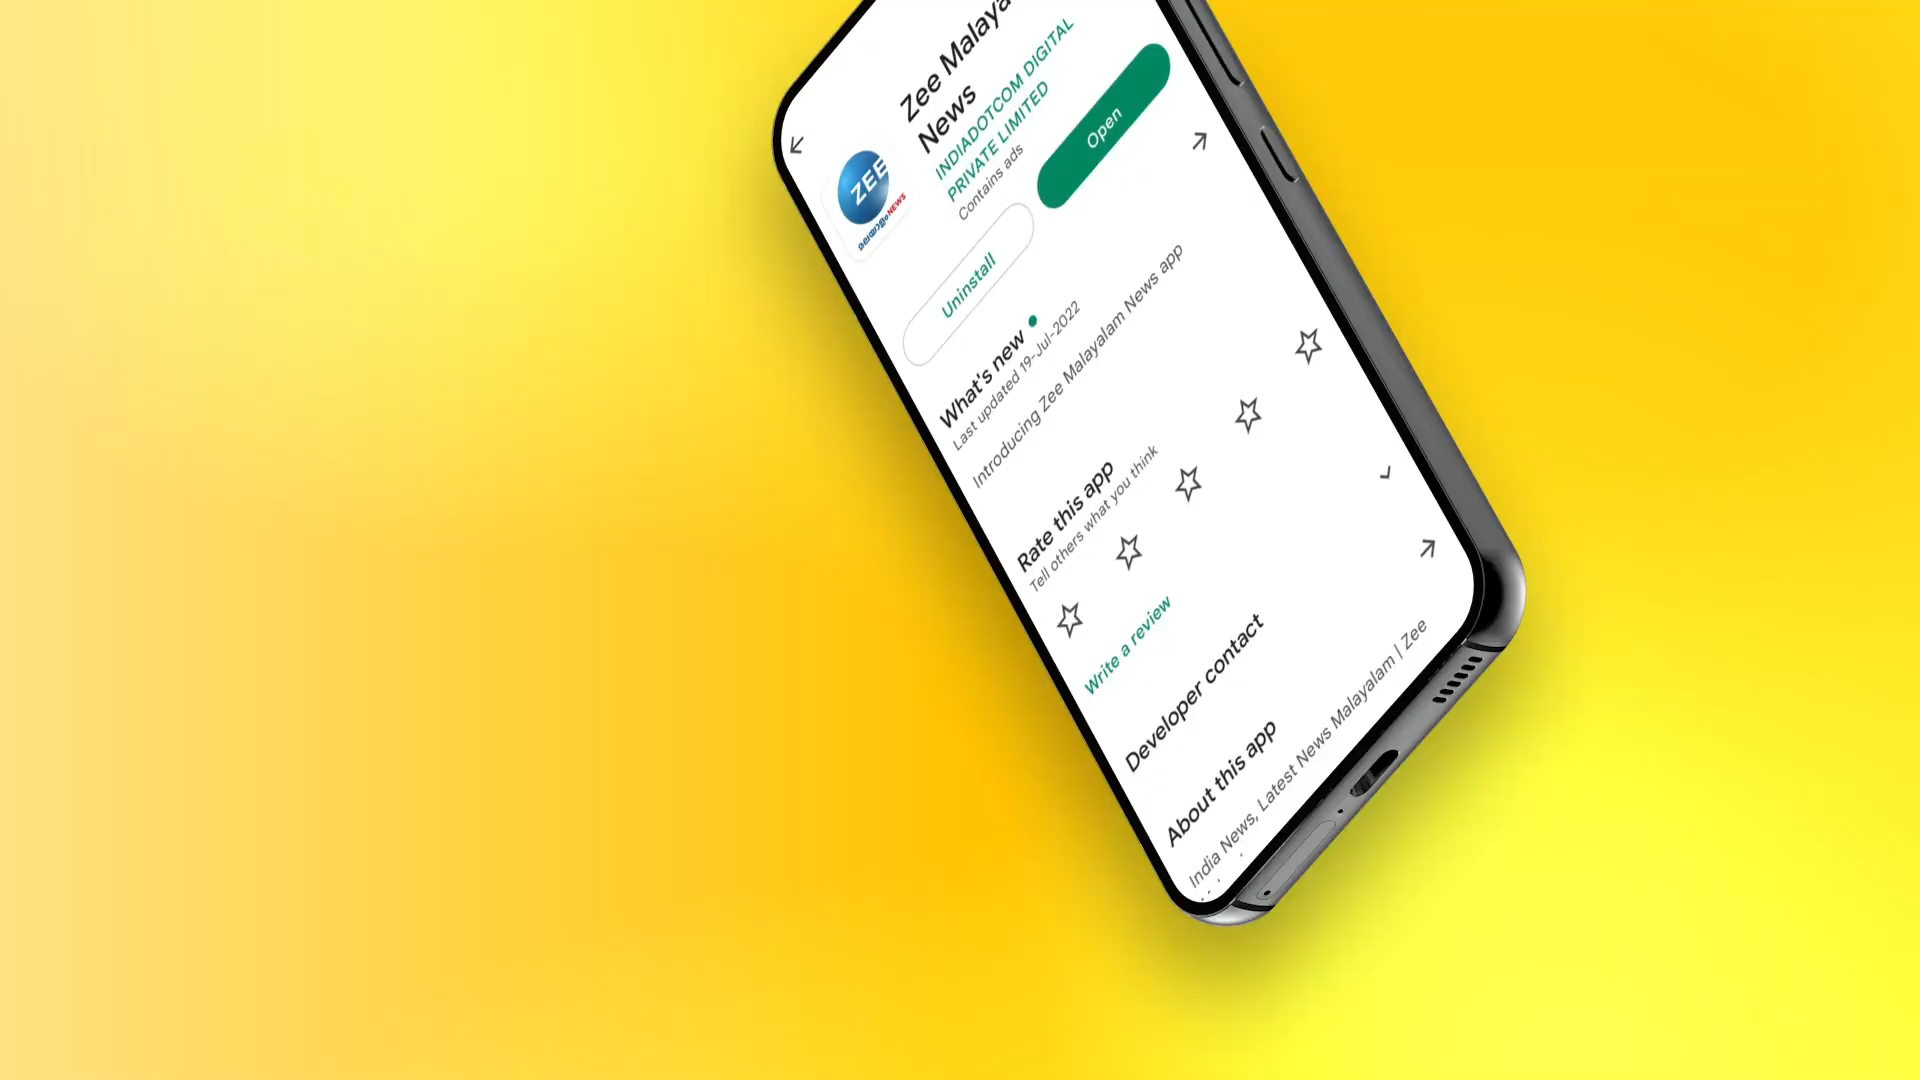 Zee Malaya
News
INDIADOTCOM DIGITAL
PRIVATE LIMITED
Contains ads
ZEE
മലയാളം NEWS
Uninstall
Open
What's new
Last updated 19-Jul-2022
Introducing Zee Malayalam News app
Rate this app
Tell others what you think
Write a review
Developer contact
About this app
India News, Latest News Malayalam | Zee